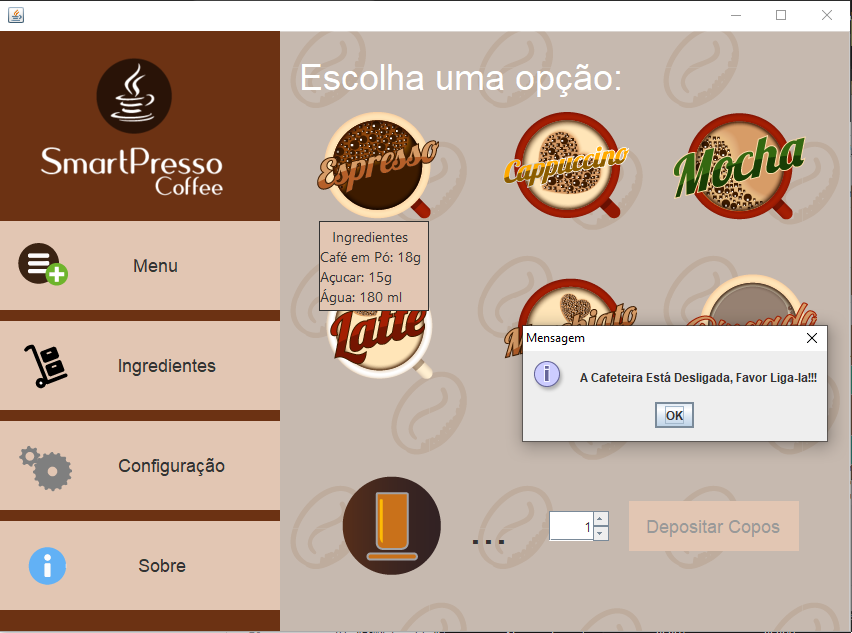 SmartPresso
Coffee
Menu
Ingredientes
Configuração
Sobre
Escolha uma opção:
Espresso
Cappuccino
Mocha
Ingredientes
Café em Pó: 18g
Açucar: 15g
Água: 180 ml
Latte
Mensagem
A Cafeteira Está Desligada, Favor Liga-la!!!
OK
...
1
Depositar Copos